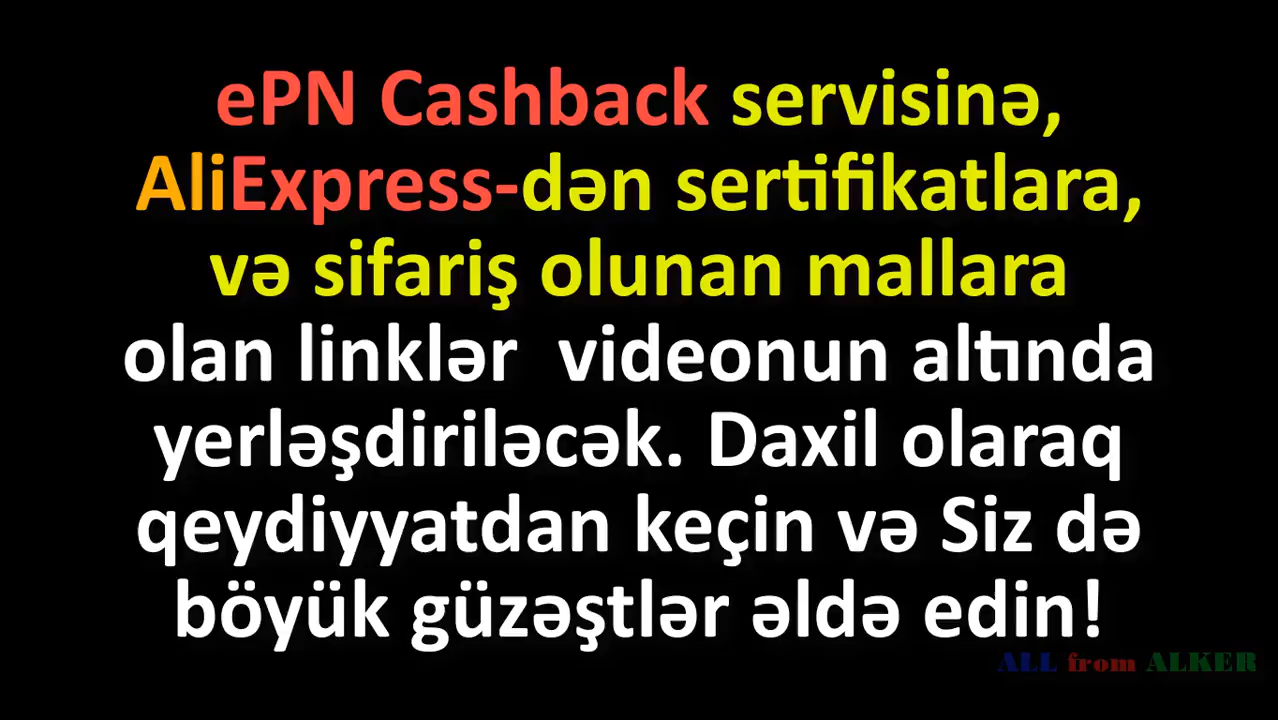 ePN Cashback servisinə,
AliExpress-dən sertifikatlara,
və sifariş olunan mallara
olan linklər  videonun altında
yerləşdiriləcək. Daxil olaraq
qeydiyyatdan keçin və Siz də
böyük güzəştlər əldə edin!
ALL from ALKER